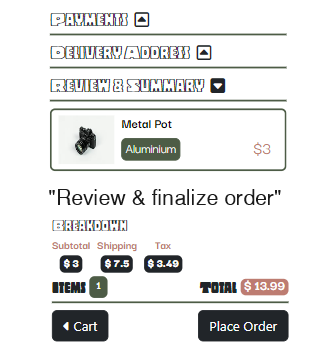 Payments
Delivery Address
Review & Summary
Metal Pot
Aluminium
$3
"Review & finalize order"
Breakdown
Subtotal Shipping Tax
$ 3 $ 7.5 $ 3.49
Items 1 Total $ 13.99
Cart Place Order